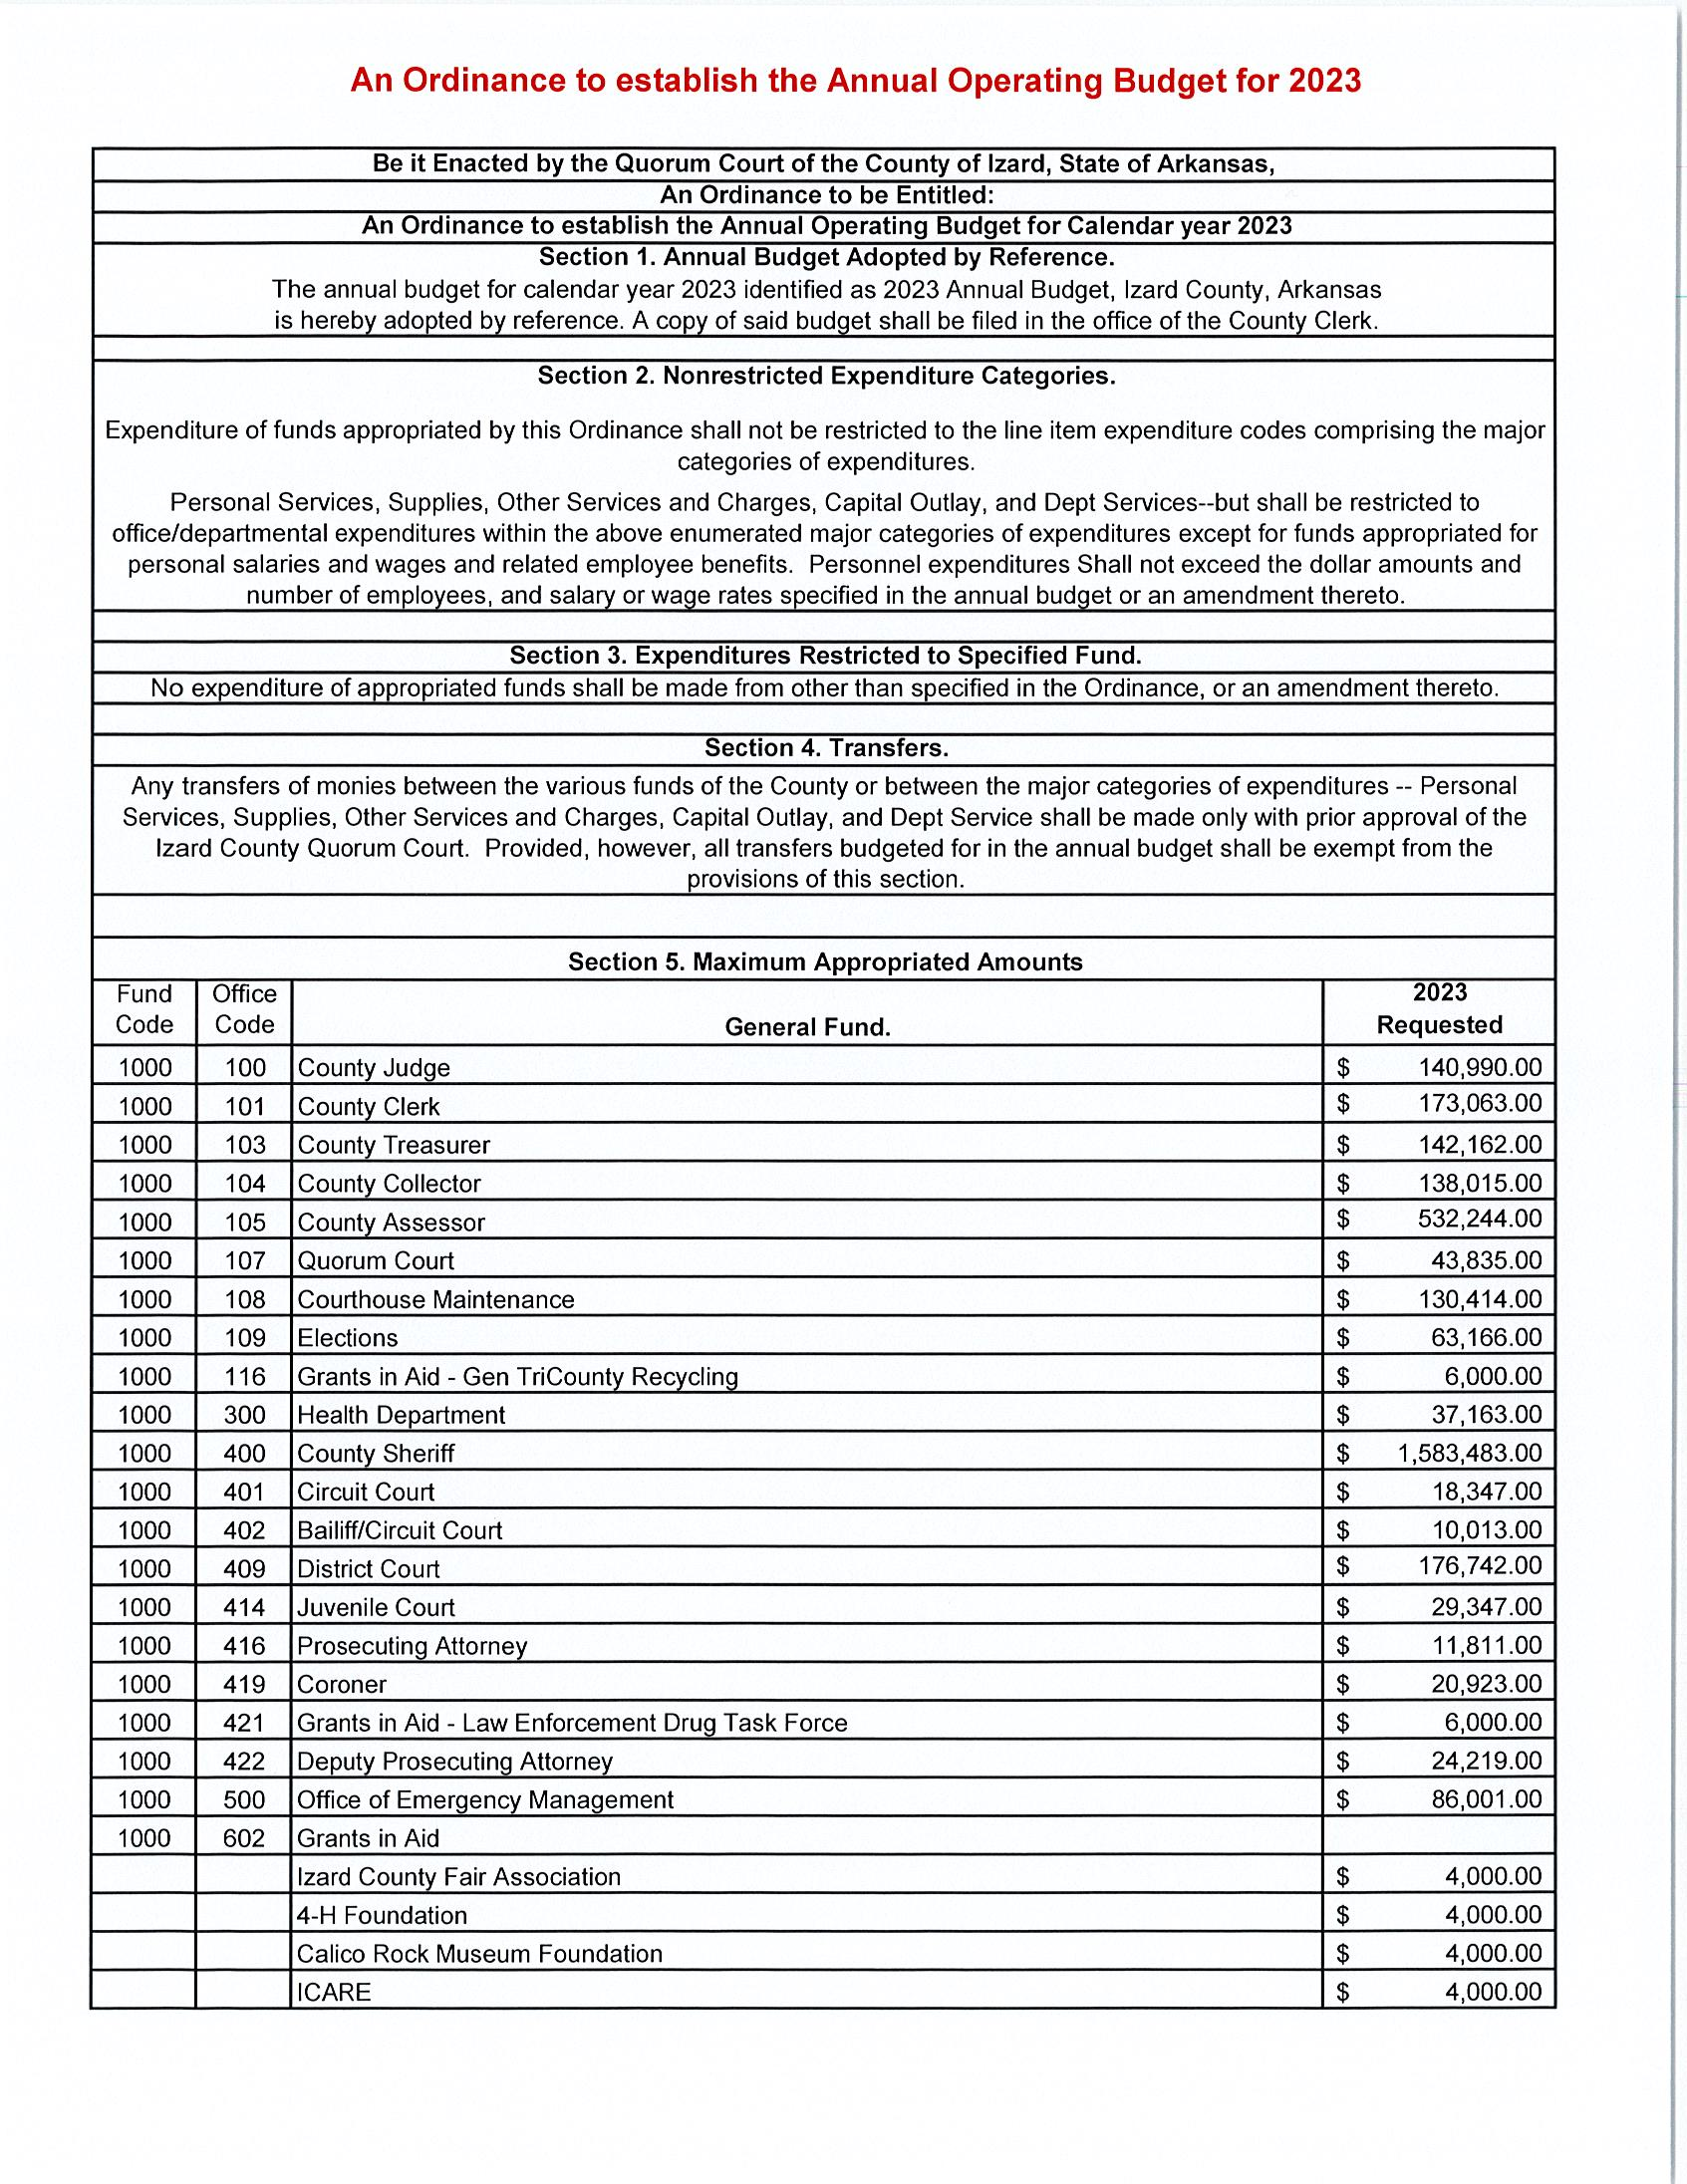 An Ordinance to establish the Annual Operating Budget for 2023
Be it Enacted by the Quorum Court of the County of Izard, State of Arkansas,
An Ordinance to be Entitled:
An Ordinance to establish the Annual Operating Budget for Calendar year 2023
Section 1. Annual Budget Adopted by Reference.
The annual budget for calendar year 2023 identified as 2023 Annual Budget, Izard County, Arkansas
is hereby adopted by reference. A copy of said budget shall be filed in the office of the County Clerk.
Section 2. Nonrestricted Expenditure Categories.
Expenditure of funds appropriated by this Ordinance shall not be restricted to the line item expenditure codes comprising the major
categories of expenditures.
Personal Services, Supplies, Other Services and Charges, Capital Outlay, and Dept Services--but shall be restricted to
office/departmental expenditures within the above enumerated major categories of expenditures except for funds appropriated for
personal salaries and wages and related employee benefits. Personnel expenditures Shall not exceed the dollar amounts and
number of employees, and salary or wage rates specified in the annual budget or an amendment thereto.
Section 3. Expenditures Restricted to Specified Fund.
No expenditure of appropriated funds shall be made from other than specified in the Ordinance, or an amendment thereto.
Section 4. Transfers.
Any transfers of monies between the various funds of the County or between the major categories of expenditures -- Personal
Services, Supplies, Other Services and Charges, Capital Outlay, and Dept Service shall be made only with prior approval of the
Izard County Quorum Court. Provided, however, all transfers budgeted for in the annual budget shall be exempt from the
provisions of this section.
Section 5. Maximum Appropriated Amounts
Fund Code Office Code General Fund. 2023 Requested
1000 100 County Judge $ 140,990.00
1000 101 County Clerk $ 173,063.00
1000 103 County Treasurer $ 142,162.00
1000 104 County Collector $ 138,015.00
1000 105 County Assessor $ 532,244.00
1000 107 Quorum Court $ 43,835.00
1000 108 Courthouse Maintenance $ 130,414.00
1000 109 Elections $ 63,166.00
1000 116 Grants in Aid - Gen TriCounty Recycling $ 6,000.00
1000 300 Health Department $ 37,163.00
1000 400 County Sheriff $ 1,583,483.00
1000 401 Circuit Court $ 18,347.00
1000 402 Bailiff/Circuit Court $ 10,013.00
1000 409 District Court $ 176,742.00
1000 414 Juvenile Court $ 29,347.00
1000 416 Prosecuting Attorney $ 11,811.00
1000 419 Coroner $ 20,923.00
1000 421 Grants in Aid - Law Enforcement Drug Task Force $ 6,000.00
1000 422 Deputy Prosecuting Attorney $ 24,219.00
1000 500 Office of Emergency Management $ 86,001.00
1000 602 Grants in Aid
Izard County Fair Association $ 4,000.00
4-H Foundation $ 4,000.00
Calico Rock Museum Foundation $ 4,000.00
ICARE $ 4,000.00